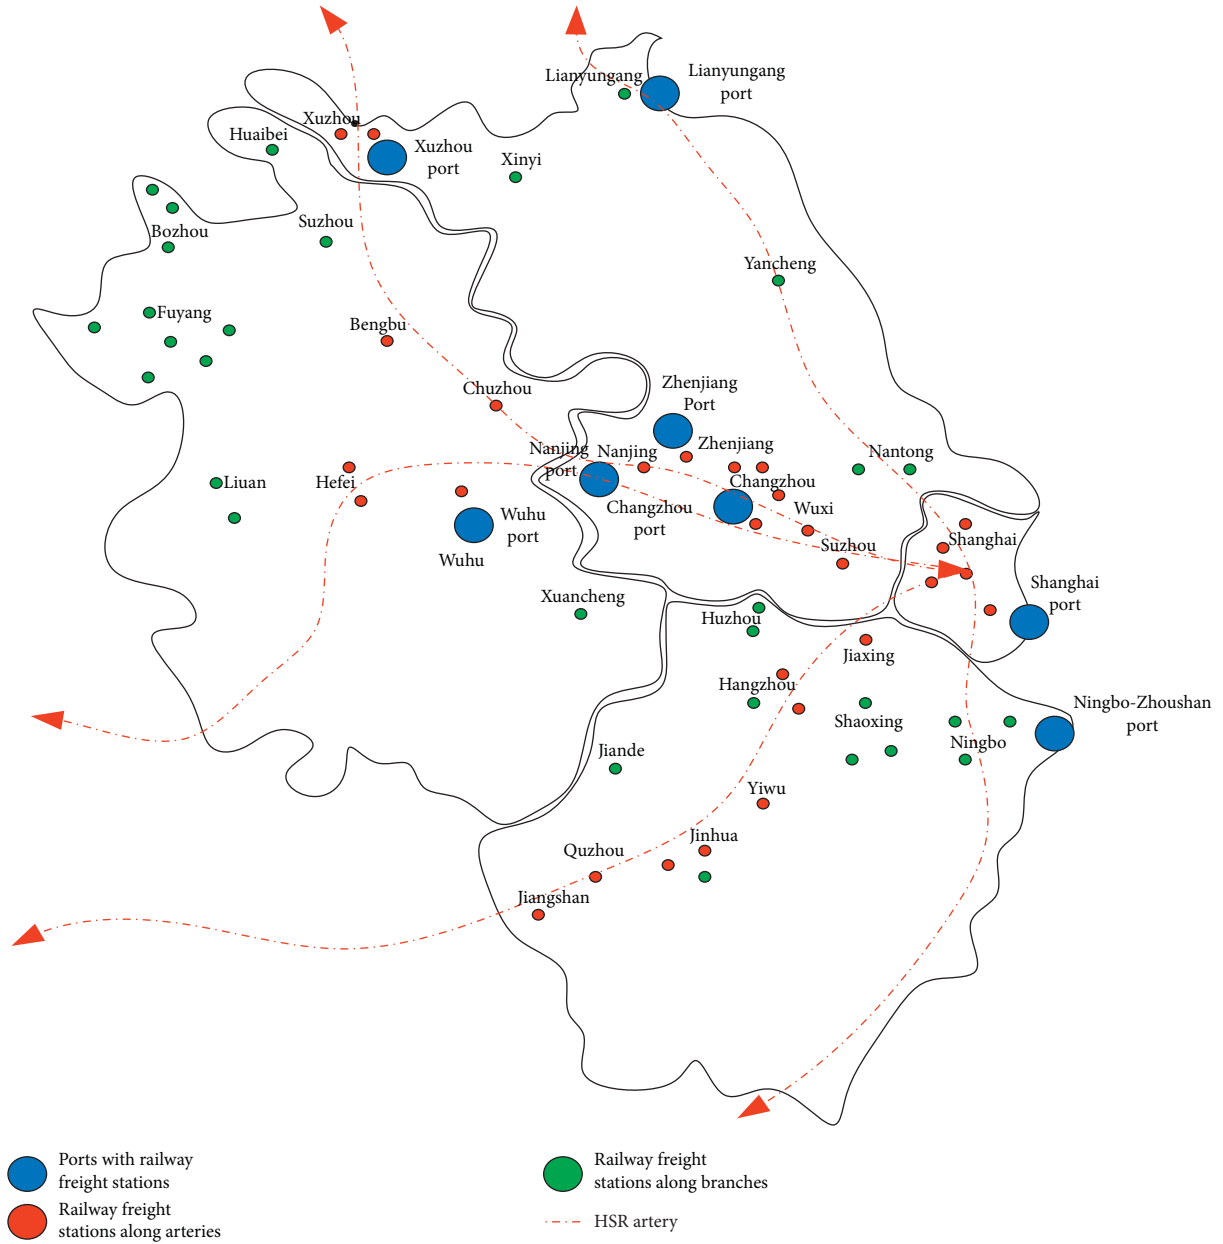 Lianyungang
Lianyungang
port
Xuzhou
Huaibei
Xuzhou
port
Xinyi
Suzhou
Bozhou
Yancheng
Fuyang
Bengbu
Chuzhou
Zhenjiang
Port
Zhenjiang
Nanjing
port
Nanjing
Nantong
Liuan
Hefei
Changzhou
Changzhou
port
Wuxi
Wuhu
port
Wuhu
Suzhou
Shanghai
Shanghai
port
Xuancheng
Huzhou
Jiaxing
Hangzhou
Shaoxing
Ningbo-Zhoushan
port
Ningbo
Jiande
Yiwu
Jinhua
Quzhou
Jiangshan
Ports with railway
freight stations
Railway freight
stations along arteries
Railway freight
stations along branches
HSR artery